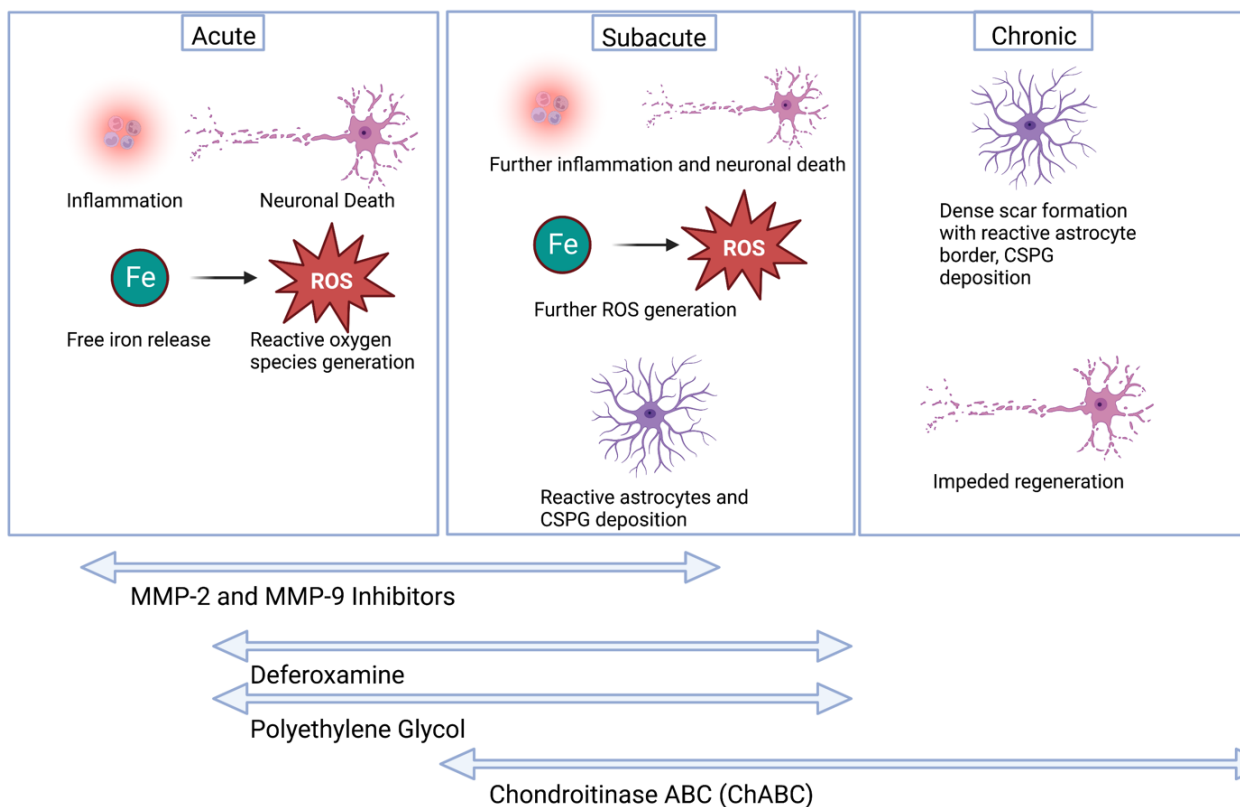 Acute
Inflammation
Neuronal Death
Fe
ROS
Free iron release
Reactive oxygen
species generation
Subacute
Further inflammation and neuronal death
Fe
ROS
Further ROS generation
Reactive astrocytes and
CSPG deposition
Chronic
Dense scar formation
with reactive astrocyte
border, CSPG
deposition
Impeded regeneration
MMP-2 and MMP-9 Inhibitors
Deferoxamine
Polyethylene Glycol
Chondroitinase ABC (ChABC)